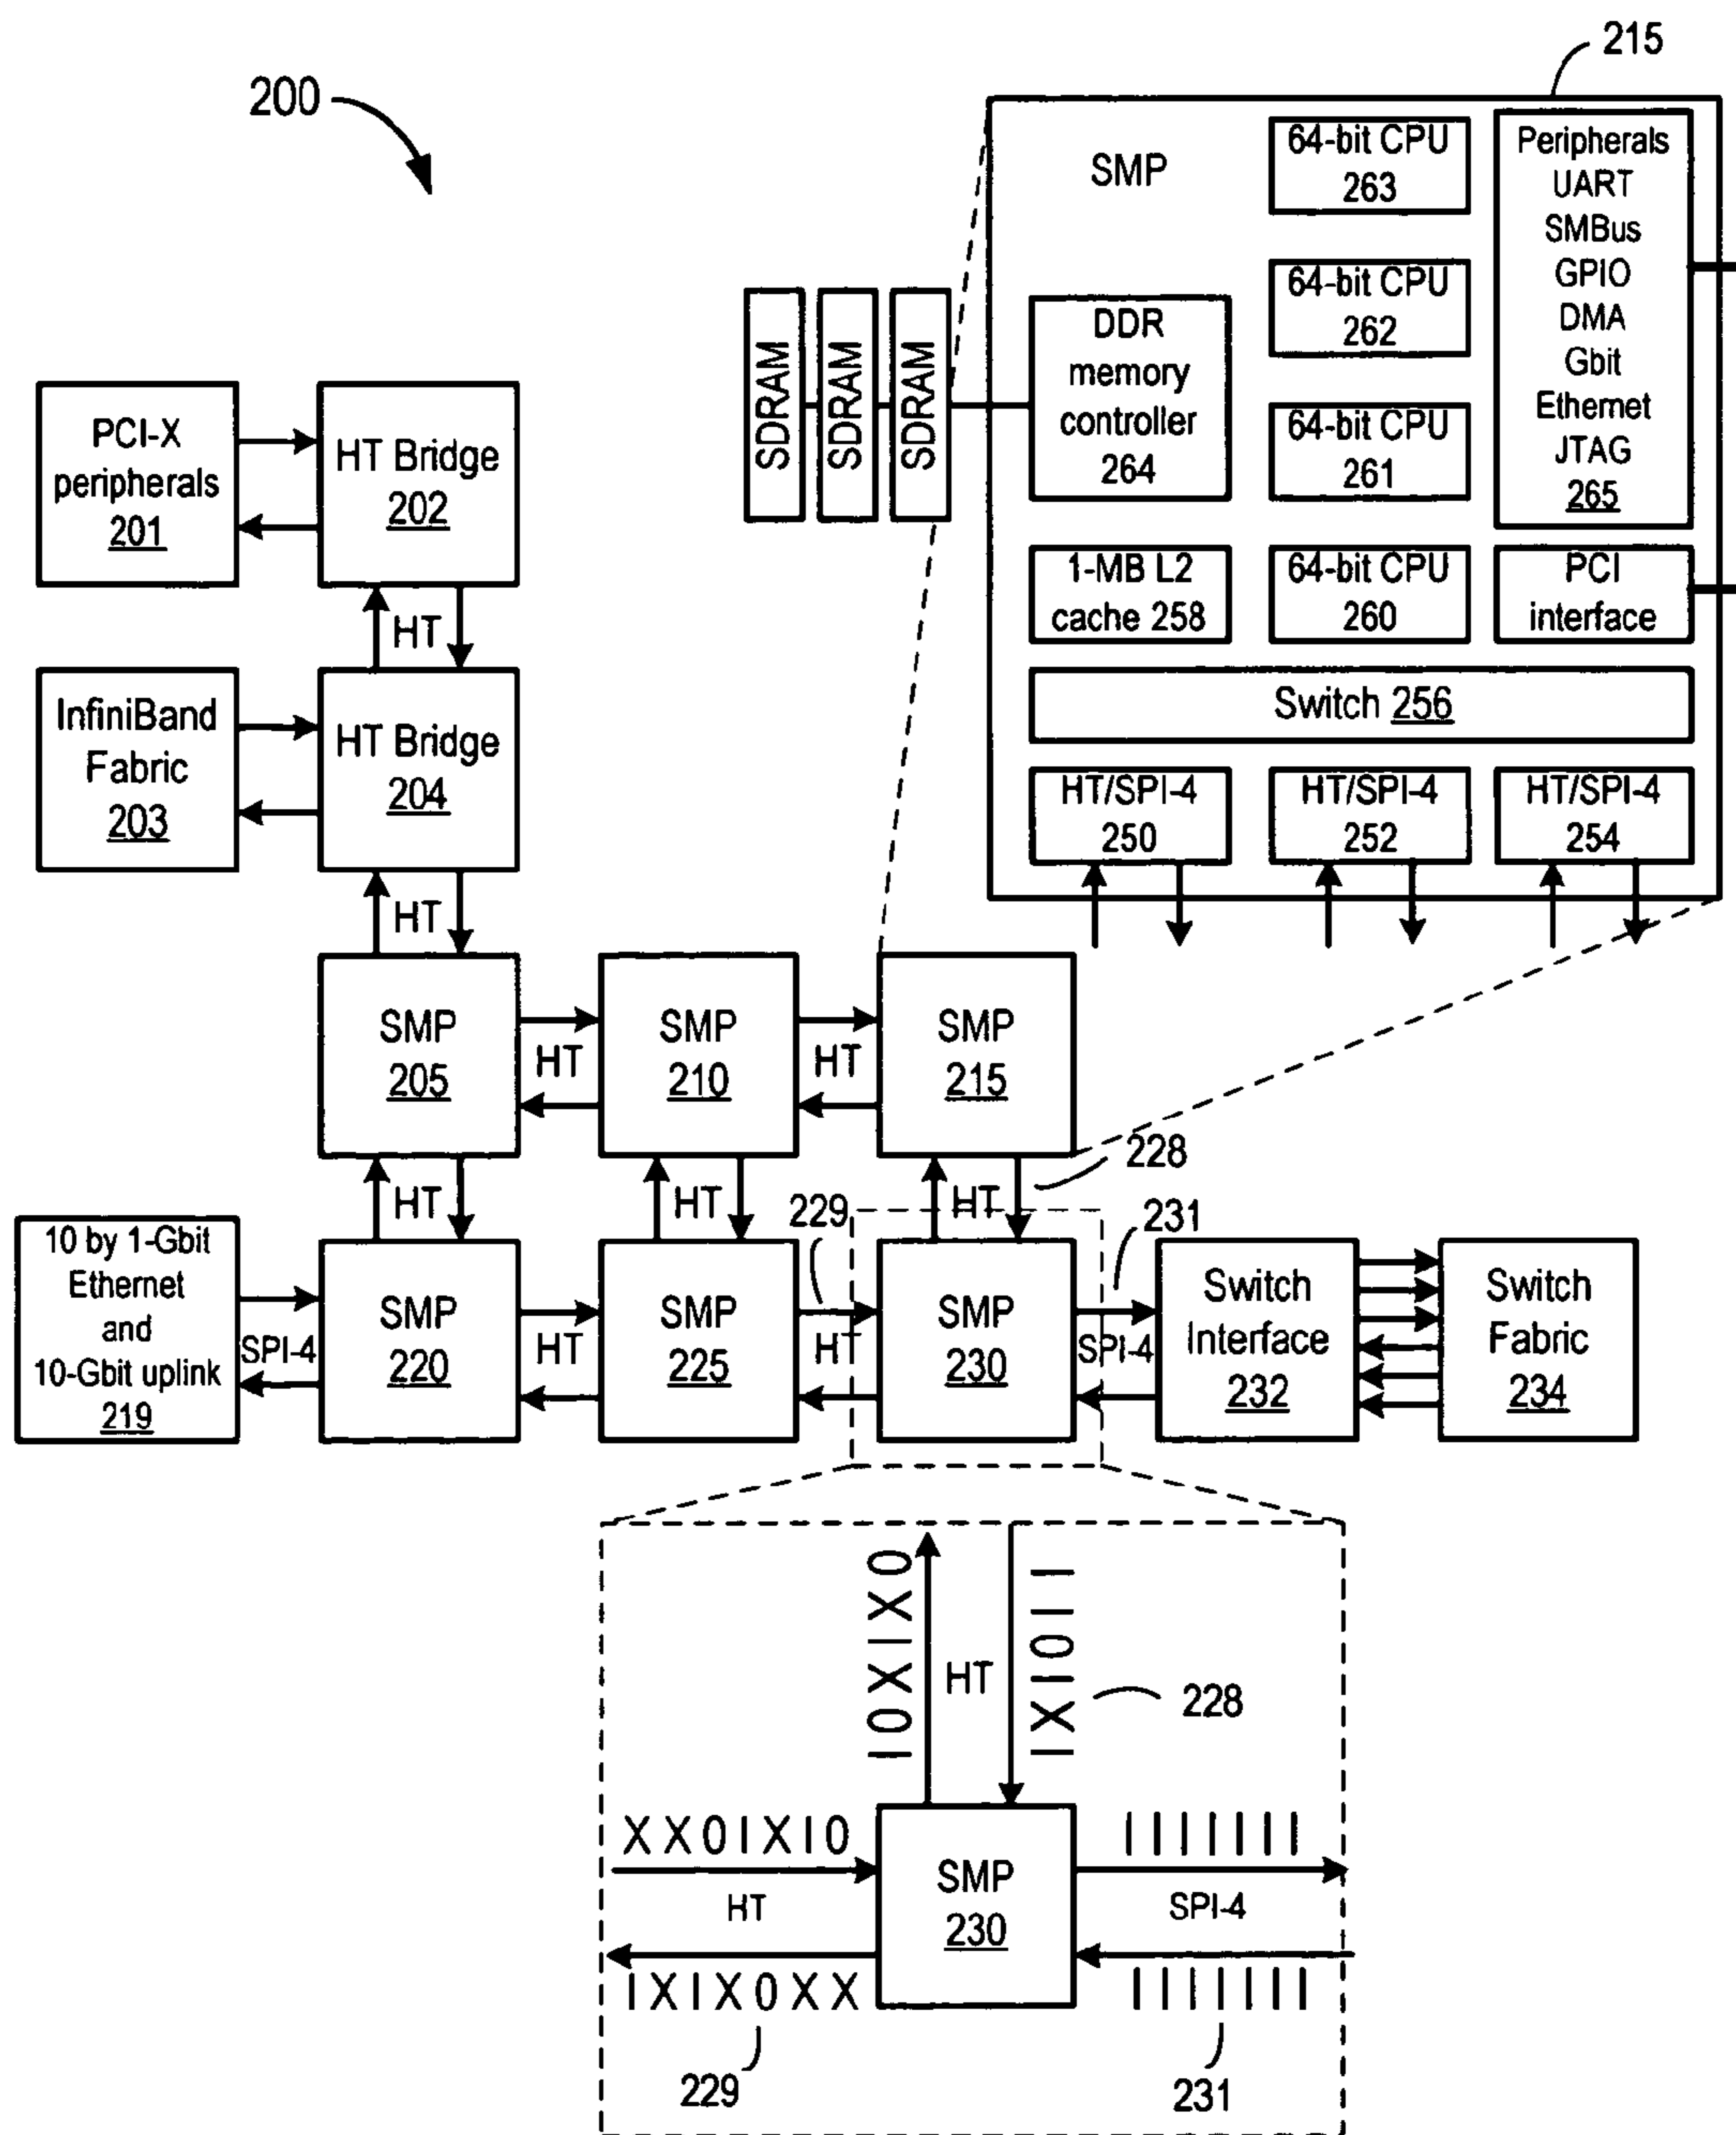 200
215
SMP
64-bit CPU
263
64-bit CPU
262
64-bit CPU
261
64-bit CPU
260
Peripherals
UART
SMBus
GPIO
DMA
Gbit
Ethernet
JTAG
265
SDRAM
SDRAM
SDRAM
DDR
memory
controller
264
1-MB L2
cache 258
PCI
interface
Switch 256
HT/SPI-4
250
HT/SPI-4
252
HT/SPI-4
254
PCI-X
peripherals
201
HT Bridge
202
HT
InfiniBand
Fabric
203
HT Bridge
204
HT
SMP
205
HT
SMP
210
HT
SMP
215
HT
HT
HT
228
229
231
10 by 1-Gbit
Ethernet
and
10-Gbit uplink
219
SPI-4
SMP
220
HT
SMP
225
HT
SMP
230
SPI-4
Switch
Interface
232
Switch
Fabric
234
I O X I X O
HT
I X I O I I
228
X X O I X I O
HT
I X I X O X X
229
SMP
230
I I I I I I I
SPI-4
I I I I I I I
231